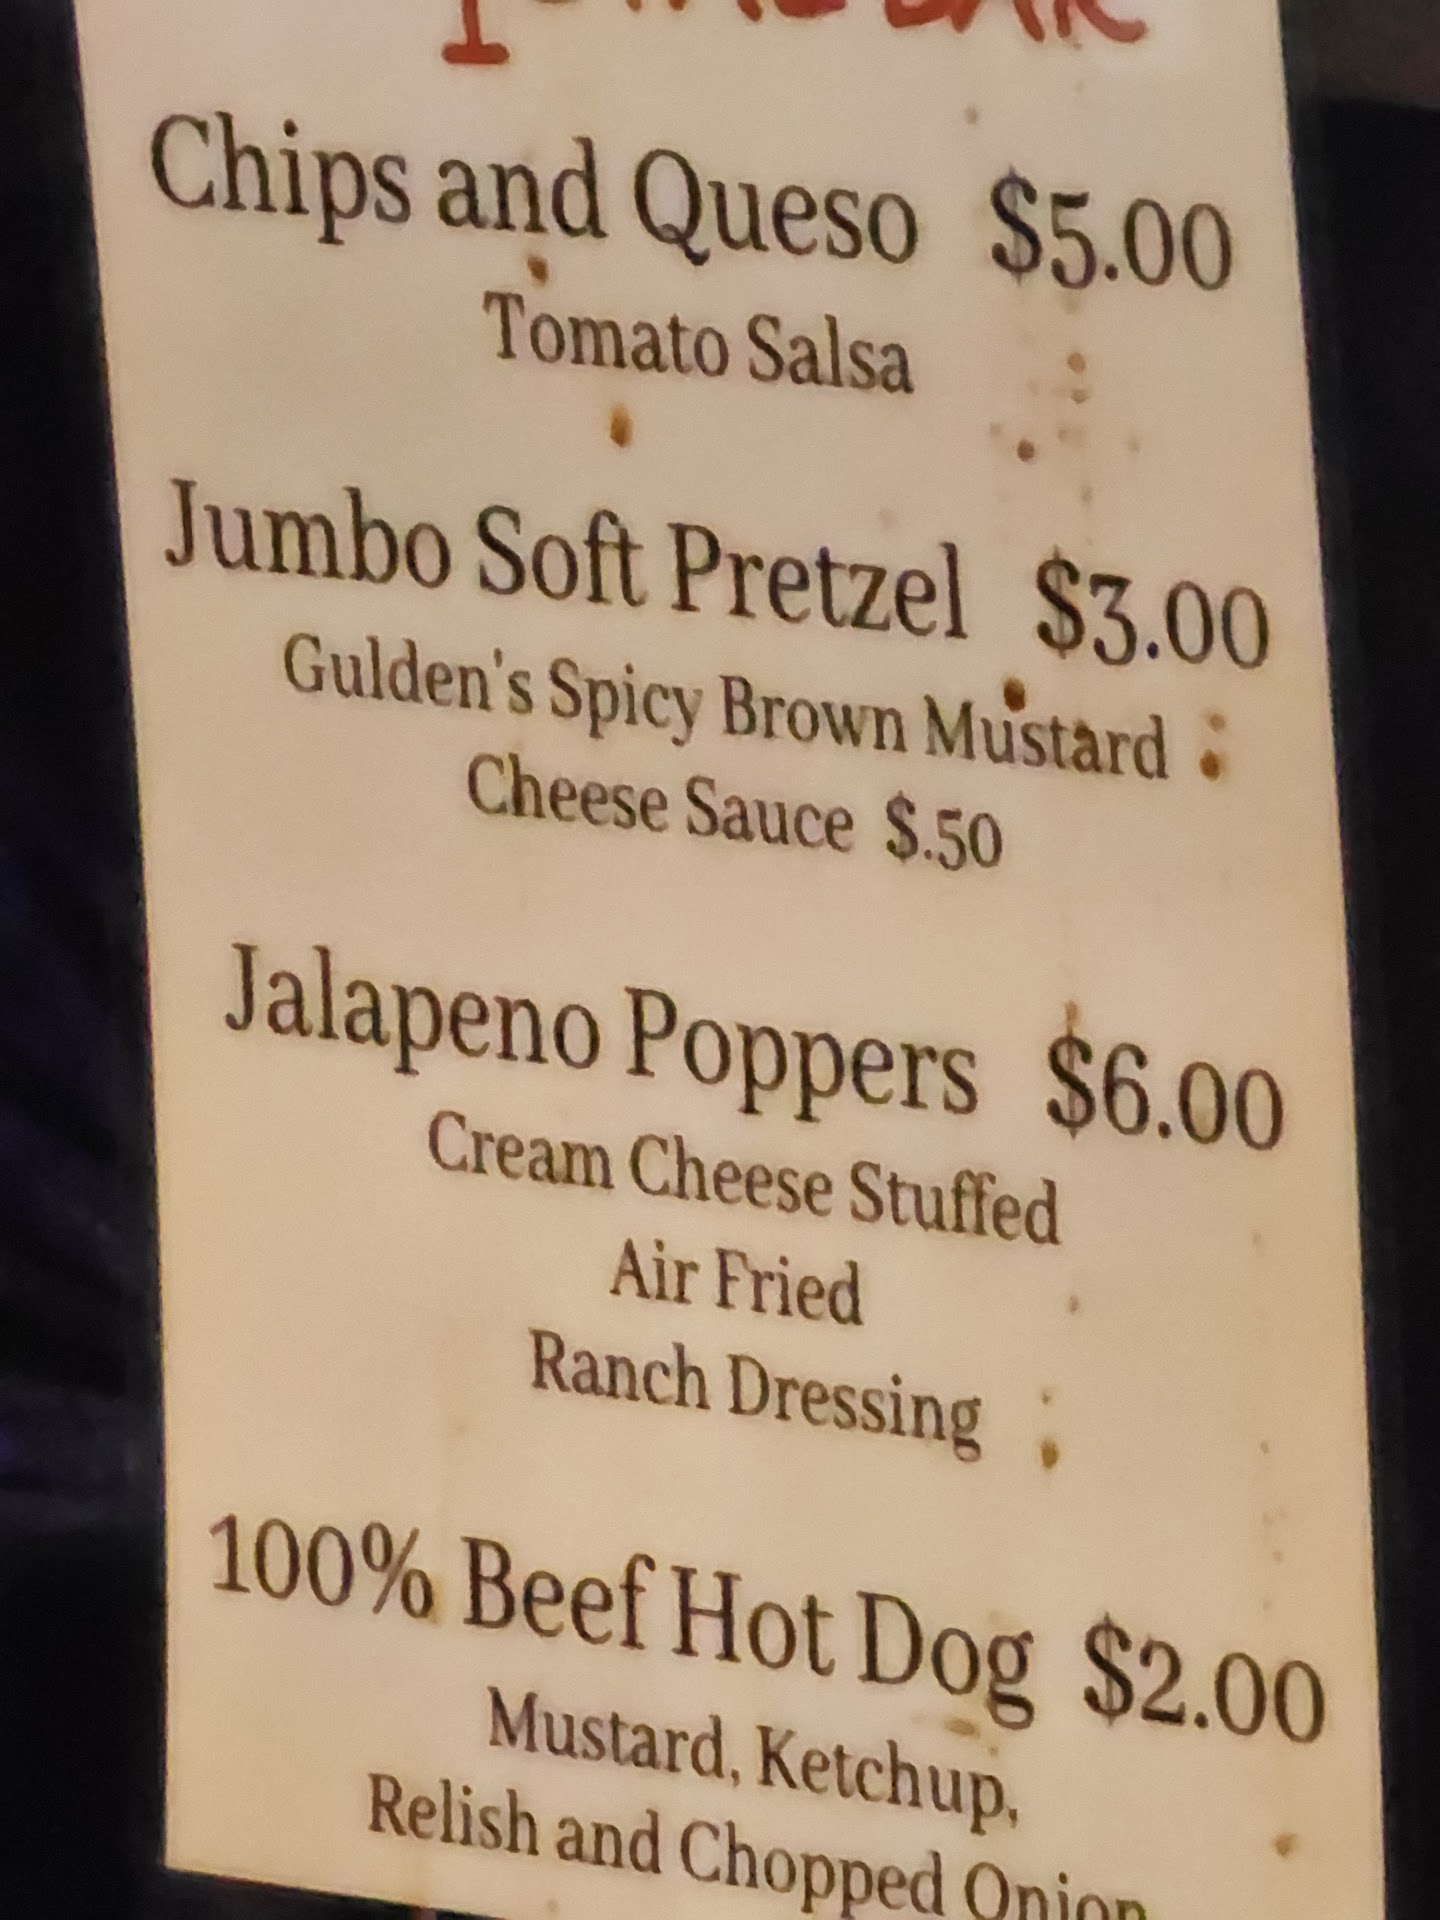 Chips and Queso $5.00
Tomato Salsa
Jumbo Soft Pretzel $3.00
Gulden's Spicy Brown Mustard
Cheese Sauce $.50
Jalapeno Poppers $6.00
Cream Cheese Stuffed
Air Fried
Ranch Dressing
100% Beef Hot Dog $2.00
Mustard, Ketchup,
Relish and Chopped Onion